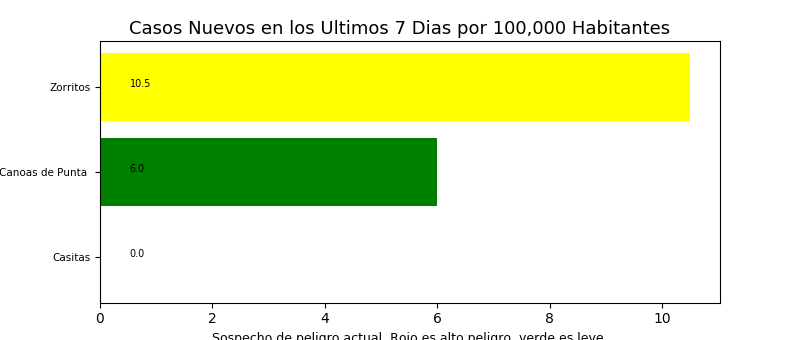 Casos Nuevos en los Ultimos 7 Dias por 100,000 Habitantes
Zorritos
10.5
Canoas de Punta
6.0
Casitas
0.0
0 2 4 6 8 10
Sospecho de peligro actual. Rojo es alto peligro, verde es leve